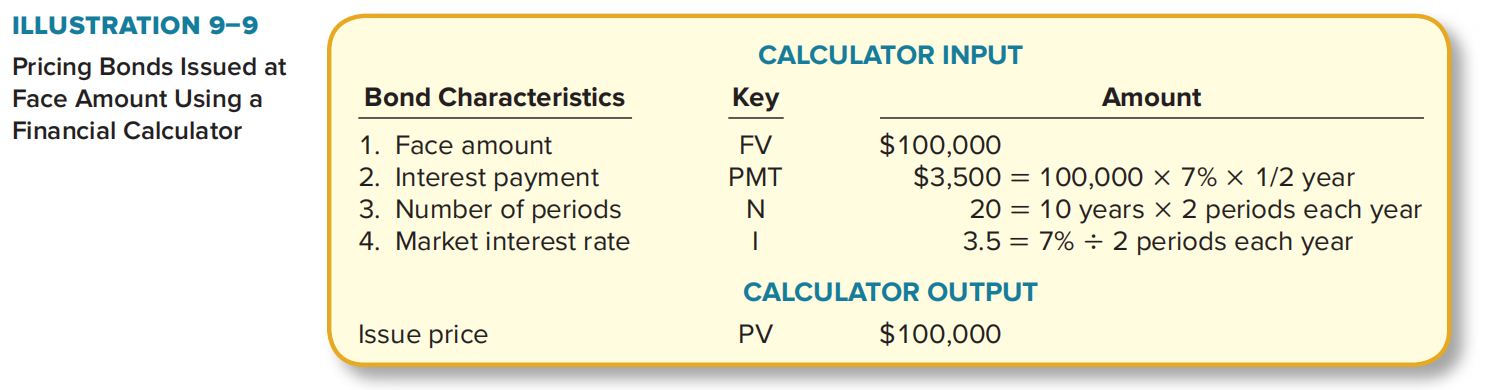 ILLUSTRATION 9–9
Pricing Bonds Issued at
Face Amount Using a
Financial Calculator
CALCULATOR INPUT
Bond Characteristics Key Amount
1. Face amount FV $100,000
2. Interest payment PMT $3,500 = 100,000 × 7% × 1/2 year
3. Number of periods N 20 = 10 years × 2 periods each year
4. Market interest rate I 3.5 = 7% ÷ 2 periods each year
CALCULATOR OUTPUT
Issue price PV $100,000